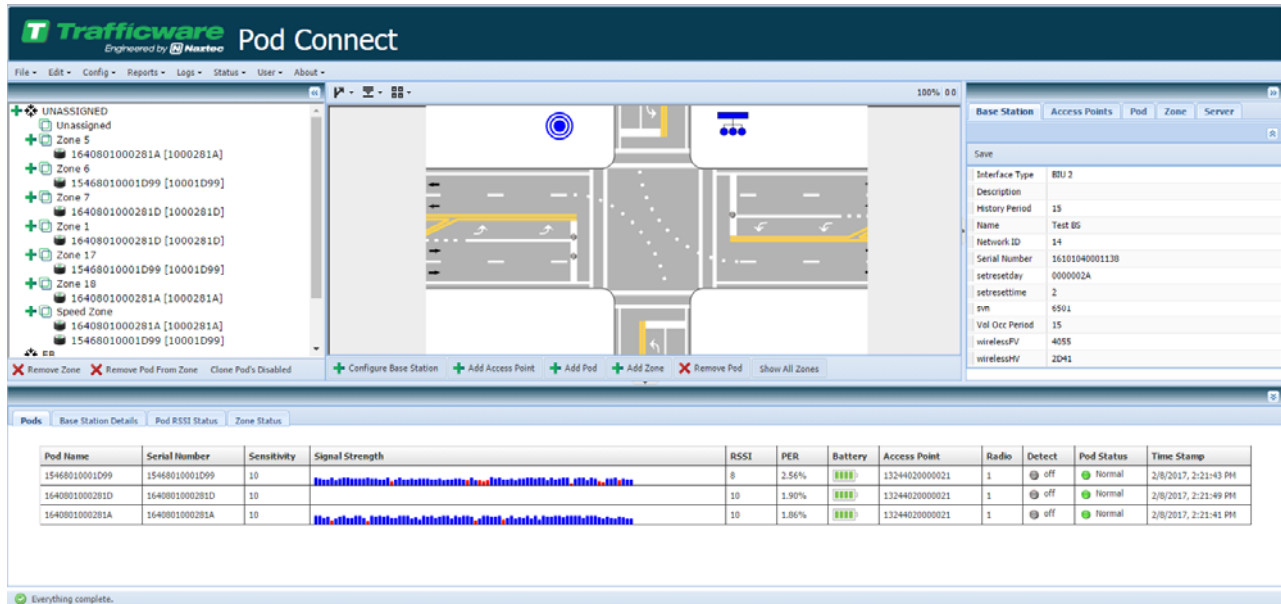 Trafficware
Engineered by Naztec
Pod Connect
File Edit Config Reports Logs Status User About
UNASSIGNED
Unassigned
Zone 5
1640801000281A [1000281A]
Zone 6
15468010001D99 [10001D99]
Zone 7
1640801000281D [1000281D]
Zone 1
1640801000281D [1000281D]
Zone 17
15468010001D99 [10001D99]
Zone 18
1640801000281A [1000281A]
Speed Zone
1640801000281A [1000281A]
15468010001D99 [10001D99]
EB
Remove Zone Remove Pod From Zone Clone Pod's Disabled
100% 0 0
Configure Base Station Add Access Point Add Pod Add Zone Remove Pod Show All Zones
Base Station Access Points Pod Zone Server
Save
Interface Type BIU 2
Description
History Period 15
Name Test BS
Network ID 14
Serial Number 16101040001138
setresetday 0000002A
setresettime 2
svn 6501
Vol Occ Period 15
wirelessFV 4055
wirelessHV 2D41
Pods Base Station Details Pod RSSI Status Zone Status
Pod Name Serial Number Sensitivity Signal Strength RSSI PER Battery Access Point Radio Detect Pod Status Time Stamp
15468010001D99 15468010001D99 10 8 2.56% 13244020000021 1 off Normal 2/8/2017, 2:21:43 PM
1640801000281D 1640801000281D 10 10 1.90% 13244020000021 1 off Normal 2/8/2017, 2:21:49 PM
1640801000281A 1640801000281A 10 10 1.86% 13244020000021 1 off Normal 2/8/2017, 2:21:41 PM
Everything complete.